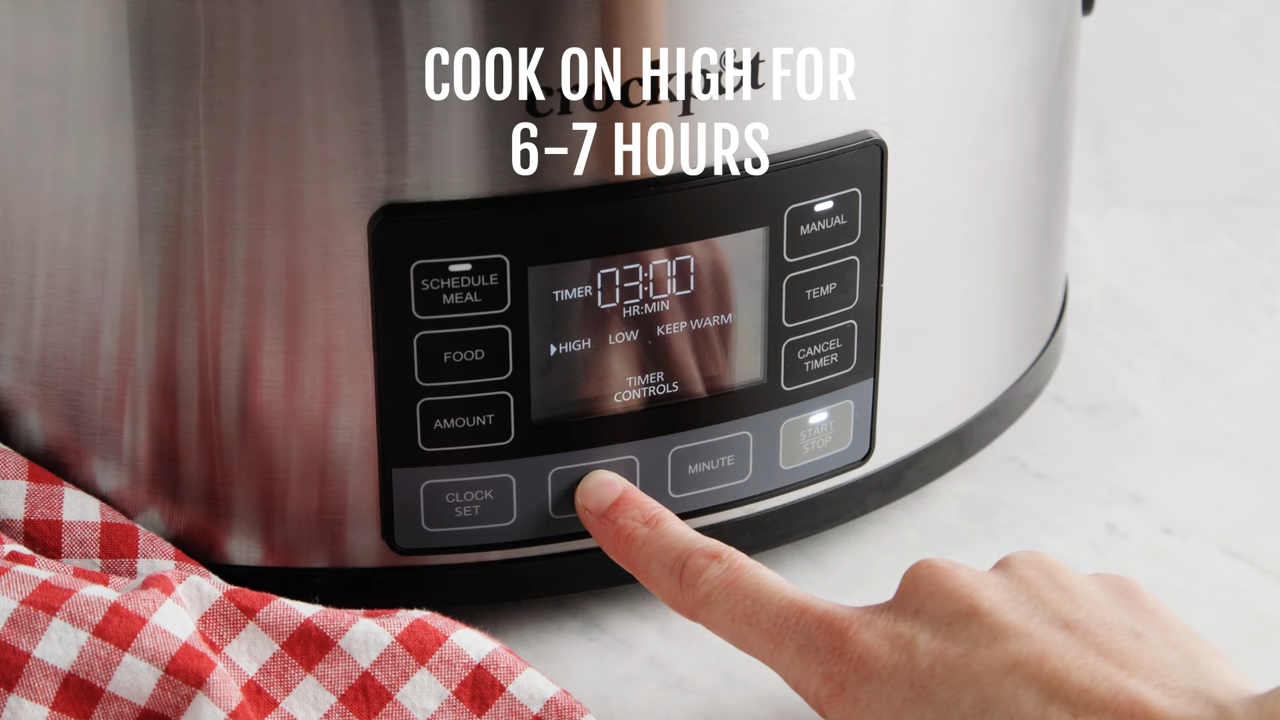 COOK ON HIGH FOR
6-7 HOURS
crockpot
SCHEDULE
MEAL
FOOD
AMOUNT
CLOCK
SET
TIMER 03:00
HR:MIN
HIGH LOW KEEP WARM
TIMER
CONTROLS
MANUAL
TEMP
CANCEL
TIMER
MINUTE
START
STOP